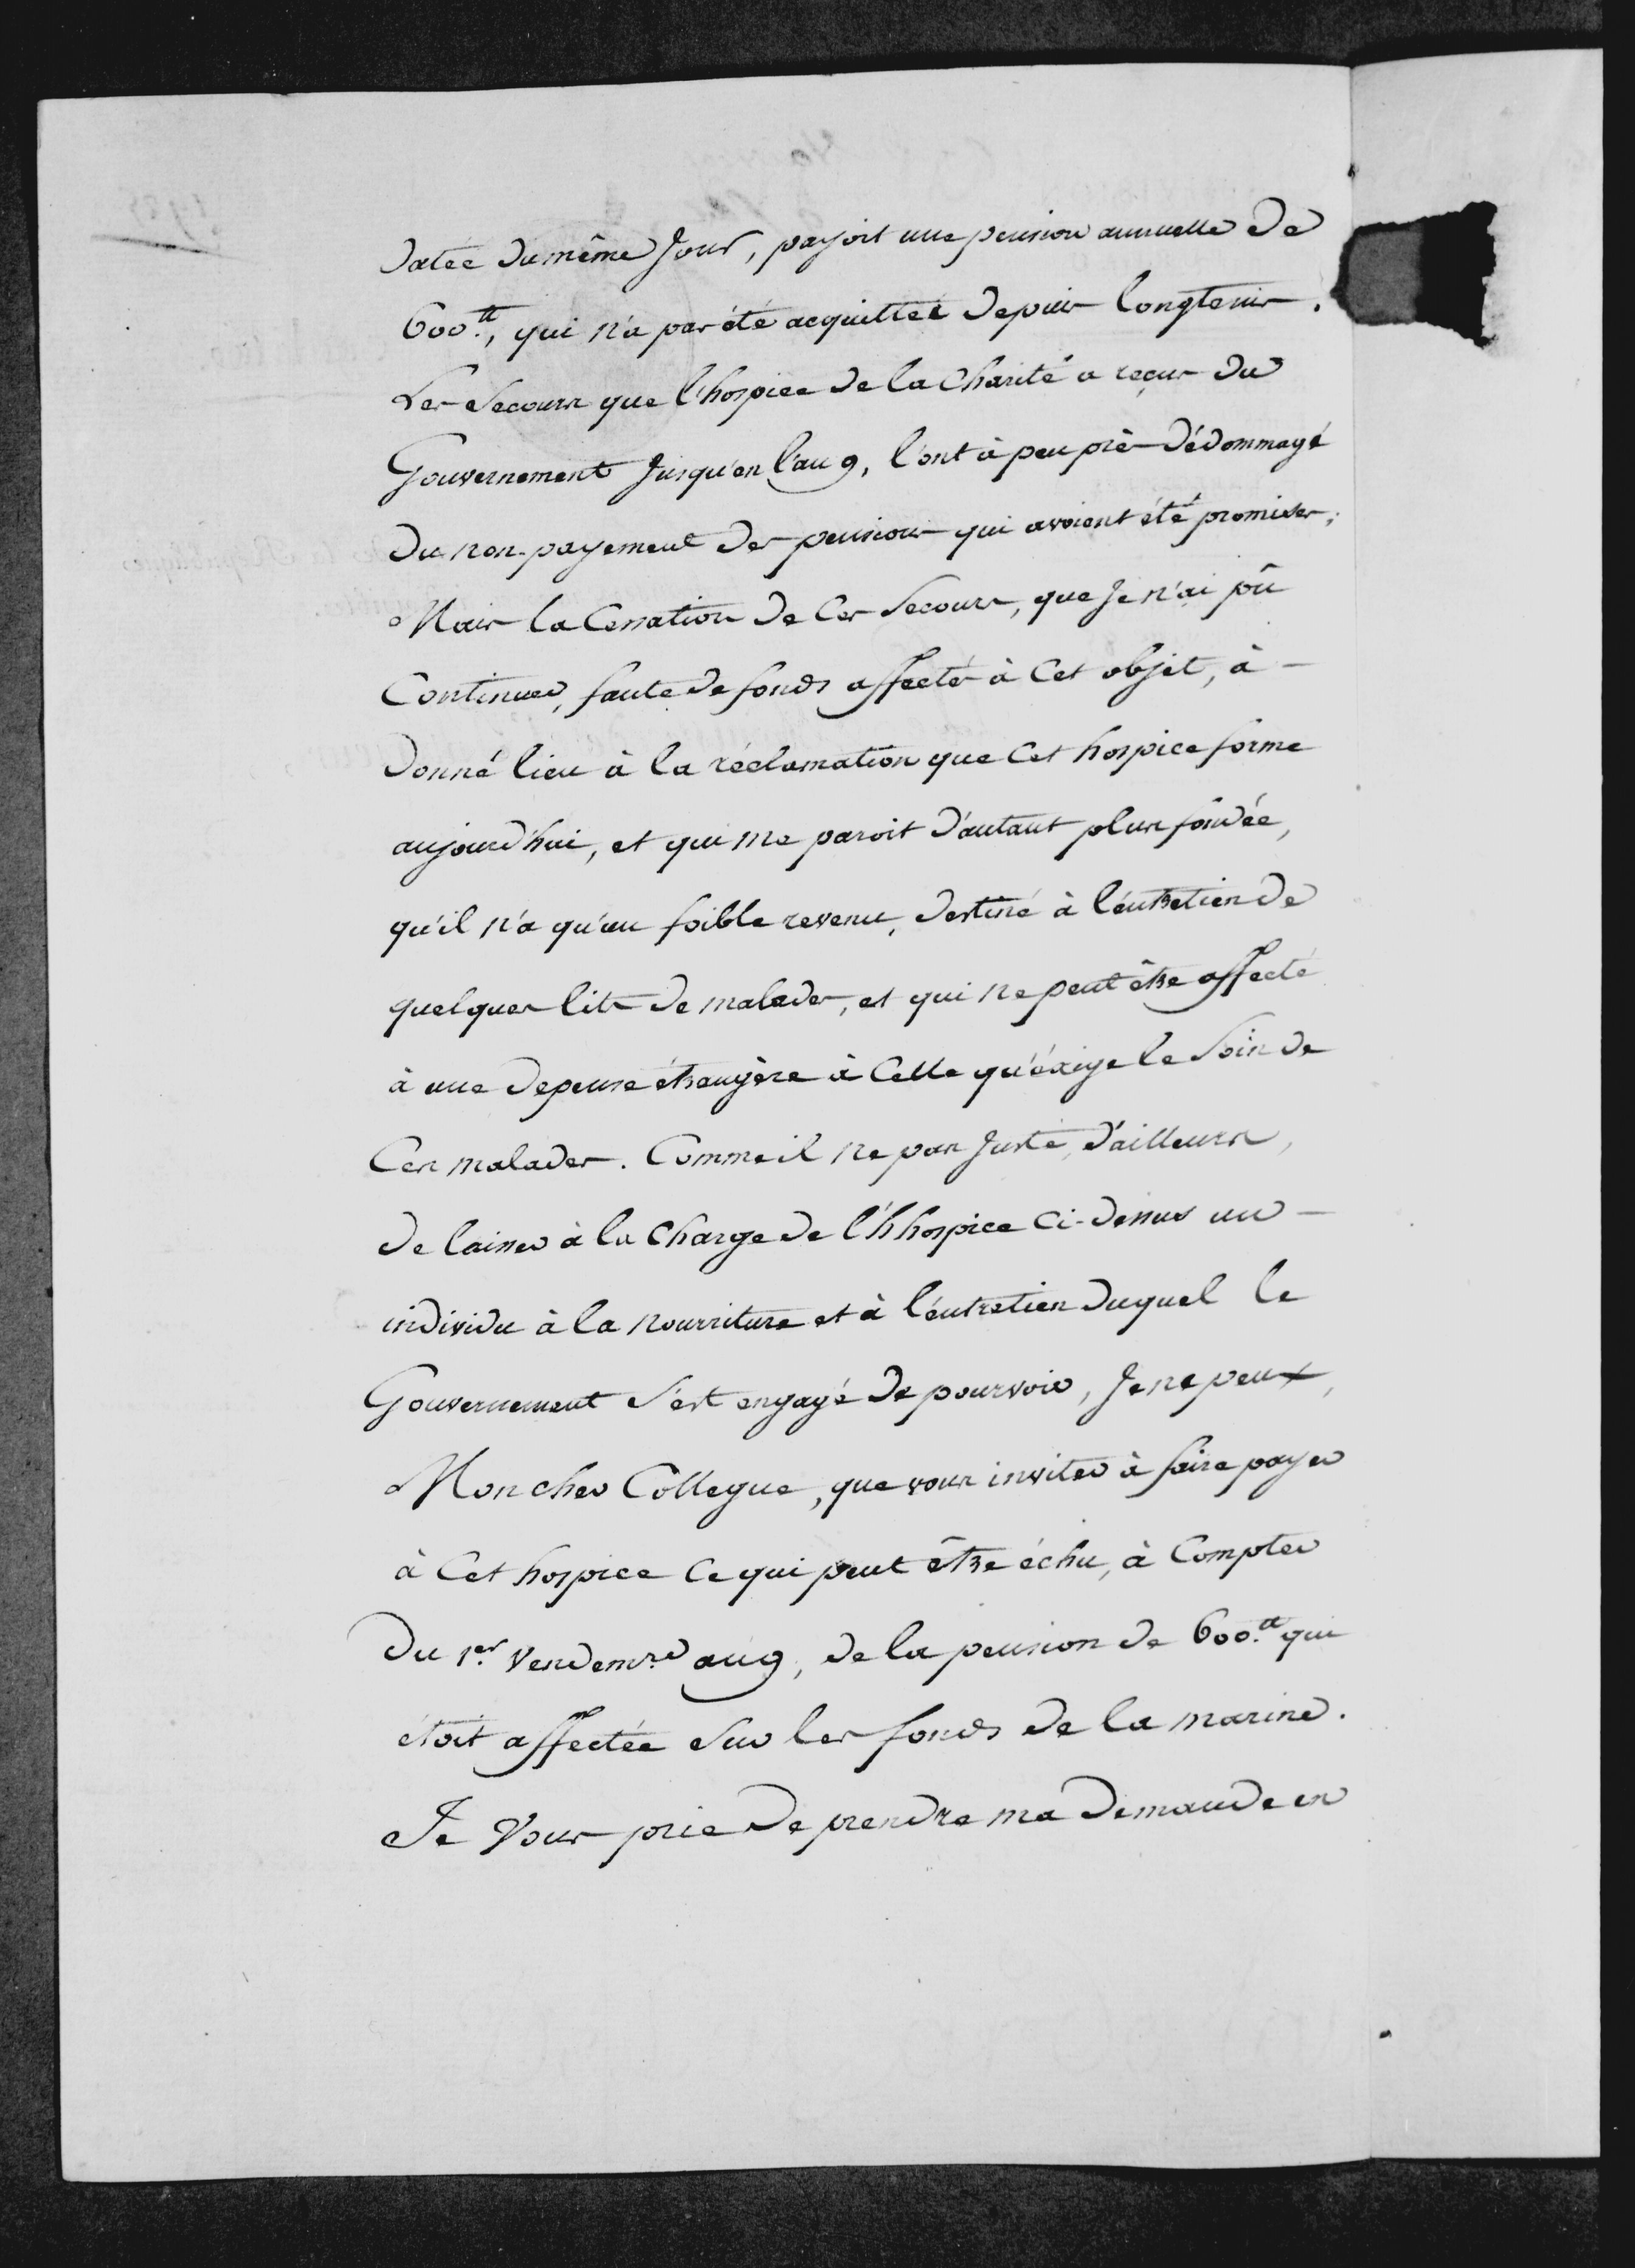 datée du même Jour, payoit une pension annuelle de
600.tt, qui n'a pas été acquittée depuis longtems.
Les Secours que l'hospice de la Charité a reçus du
Gouvernement Jusqu'en l'an 9, l'ont à peu près dédommagé
du non-payement des pensions qui avoient été promises;
Mais la Cessation de Ces Secours, que Je n'ai pû
Continuer, faute de fonds affectés à Cet objet, à
donné lieu à la réclamation que Cet hospice forme
aujourd'hui, et qui me paroit d'autant plus fondée,
qu'il n'a qu'un foible revenu, destiné à l'entretien de
quelques lits de malades, et qui ne peut être affecté
à une depense étrangère à Celle qu'éxige le Soin de
Ces malades. Comme il ne pas Juste, d'ailleurs,
de laisser à la Charge de l'hhospice Ci-dessus un
individu à la nourriture et à l'entretien duquel le
Gouvernement s'est engagé de pourvoir, Je ne peux,
Mon cher Collegue, que vous inviter à faire payer
à Cet hospice Ce qui peut être échu, à Compter
du 1er. Vendemre. an 9, de la pension de 600.tt qui
étoit affectée Sur les fonds de la marine.
Je Vous prie de prendre ma demande en